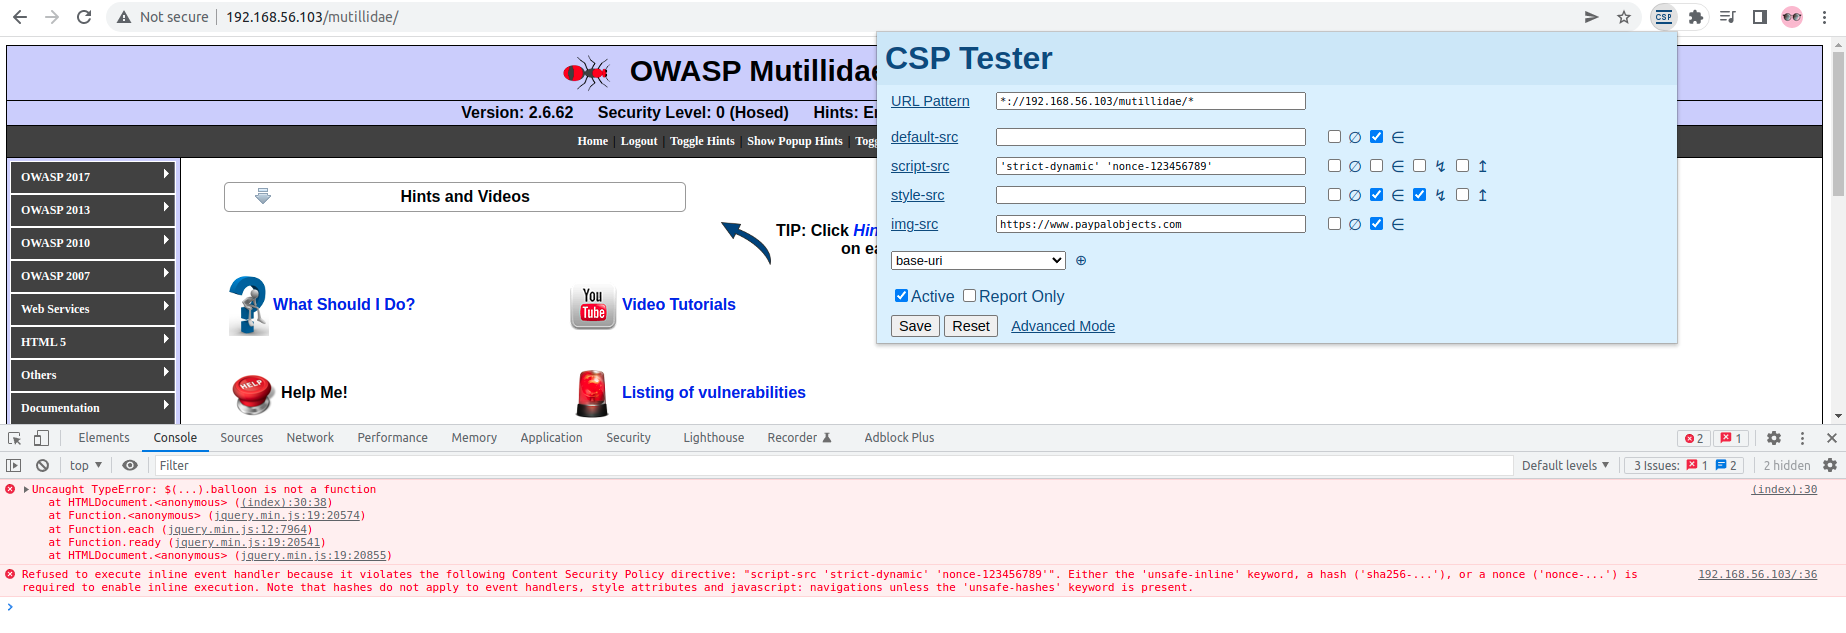 Not secure
192.168.56.103/mutillidae/
CSP
OWASP Mutillidae
Version: 2.6.62 Security Level: 0 (Hosed) Hints: E
Home | Logout | Toggle Hints | Show Popup Hints | Togg
OWASP 2017
OWASP 2013
OWASP 2010
OWASP 2007
Web Services
HTML 5
Others
Documentation
Hints and Videos
TIP: Click Hin
on ea
What Should I Do?
You
Tube
Video Tutorials
HELP
Help Me!
Listing of vulnerabilities
CSP Tester
URL Pattern *://192.168.56.103/mutillidae/*
default-src ∅ ∈
script-src 'strict-dynamic' 'nonce-123456789' ∅ ∈ ↯ ↥
style-src ∅ ∈ ↯ ↥
img-src https://www.paypalobjects.com ∅ ∈
base-uri ⊕
Active Report Only
Save Reset Advanced Mode
Elements Console Sources Network Performance Memory Application Security Lighthouse Recorder Adblock Plus 2 1
top ▼ Filter Default levels ▼ 3 Issues: 1 2 2 hidden
Uncaught TypeError: $(...).balloon is not a function (index):30
at HTMLDocument.<anonymous> ((index):30:38)
at Function.<anonymous> (jquery.min.js:19:20574)
at Function.each (jquery.min.js:12:7964)
at Function.ready (jquery.min.js:19:20541)
at HTMLDocument.<anonymous> (jquery.min.js:19:20855)
Refused to execute inline event handler because it violates the following Content Security Policy directive: "script-src 'strict-dynamic' 'nonce-123456789'". Either the 'unsafe-inline' keyword, a hash ('sha256-...'), or a nonce ('nonce-...') is 192.168.56.103/:36
required to enable inline execution. Note that hashes do not apply to event handlers, style attributes and javascript: navigations unless the 'unsafe-hashes' keyword is present.